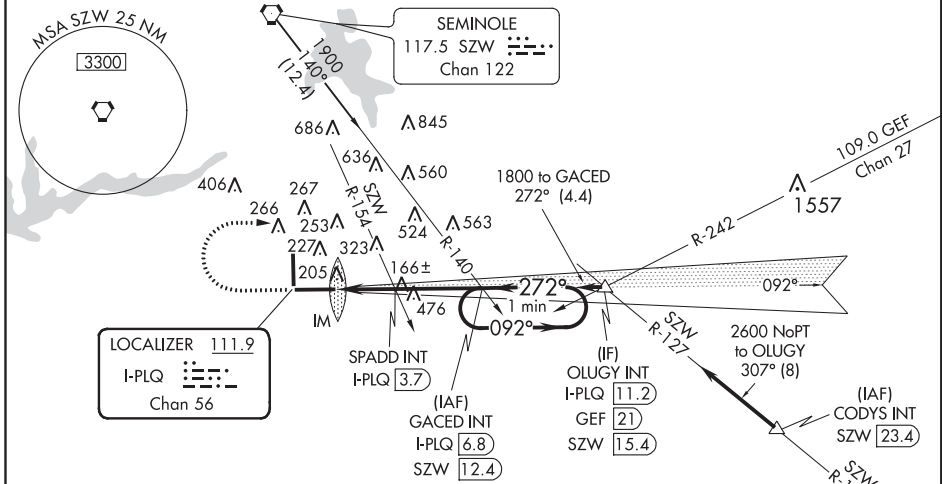 MSA SZW 25 NM
3300
SEMINOLE
117.5 SZW
Chan 122
1900
140°
(12.4)
686
845
636
560
SZW
R-154
R-140
406
267
266
253
227
323
524
563
205
166±
476
1800 to GACED
272° (4.4)
109.0 GEF
Chan 27
1557
R-242
272°
1 min
092°
092°
IM
LOCALIZER 111.9
I-PLQ
Chan 56
SPADD INT
I-PLQ 3.7
(IAF)
GACED INT
I-PLQ 6.8
SZW 12.4
(IF)
OLUGY INT
I-PLQ 11.2
GEF 21
SZW 15.4
SZW
R-127
2600 NoPT
to OLUGY
307° (8)
(IAF)
CODYS INT
SZW 23.4
SZW